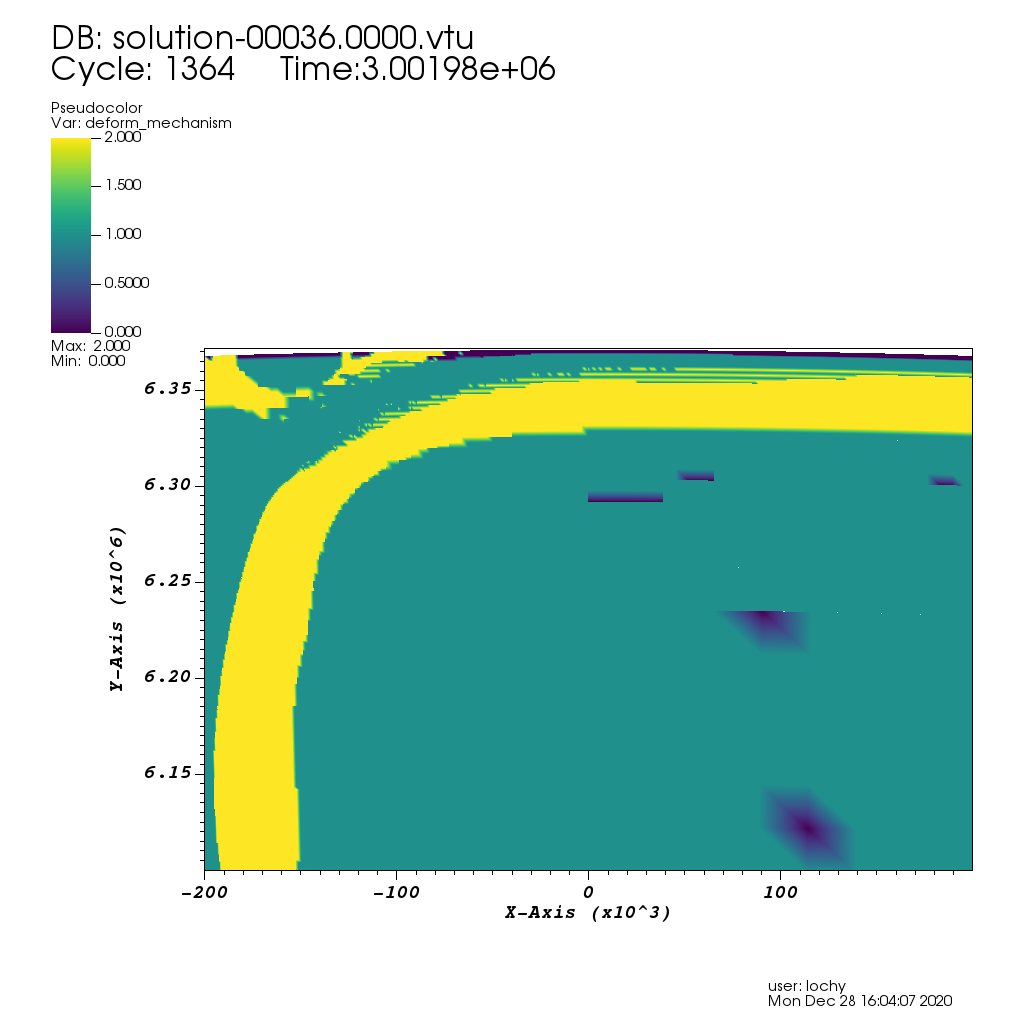 DB: solution-00036.0000.vtu
Cycle: 1364 Time:3.00198e+06
Pseudocolor
Var: deform_mechanism
2.000
1.500
1.000
0.5000
0.000
Max: 2.000
Min: 0.000
6.35
6.30
6.25
6.20
6.15
Y-Axis (x10^6)
-200
-100
0
100
X-Axis (x10^3)
user: lochy
Mon Dec 28 16:04:07 2020